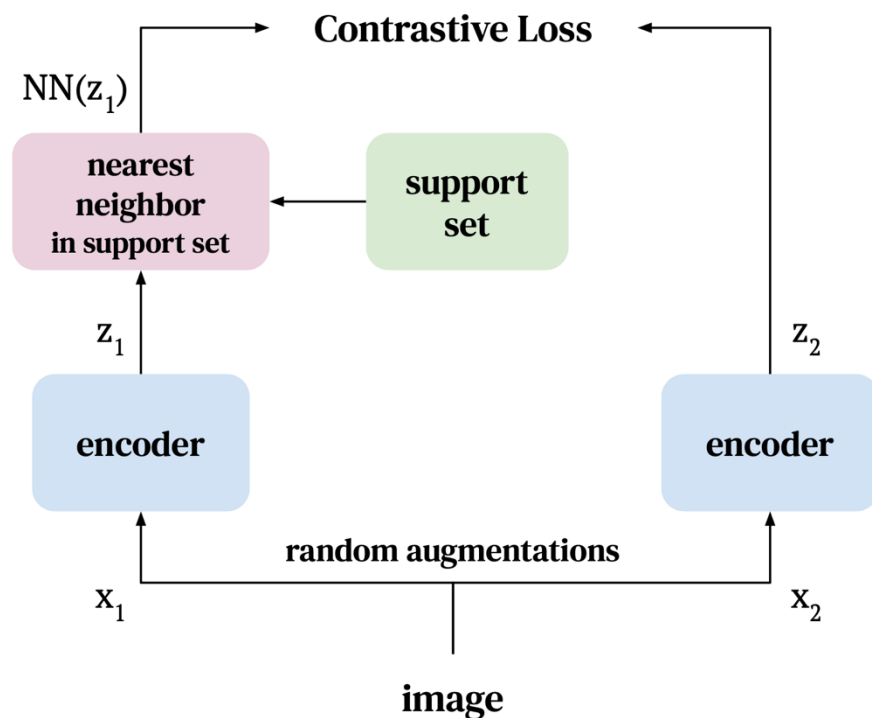 Contrastive Loss
NN(z₁)
nearest
neighbor
in support set
support
set
z₁
z₂
encoder
encoder
random augmentations
x₁
x₂
image